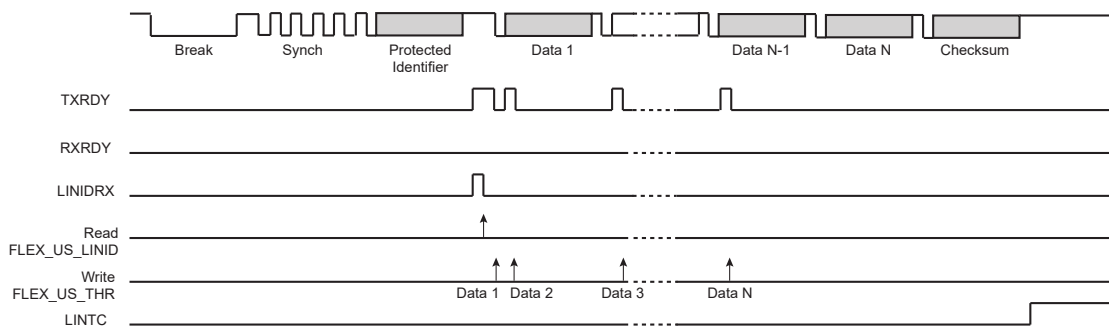 Break
Synch
Protected
Identifier
Data 1
Data N-1
Data N
Checksum
TXRDY
RXRDY
LINIDRX
Read
FLEX_US_LINID
Write
FLEX_US_THR
Data 1
Data 2
Data 3
Data N
LINTC